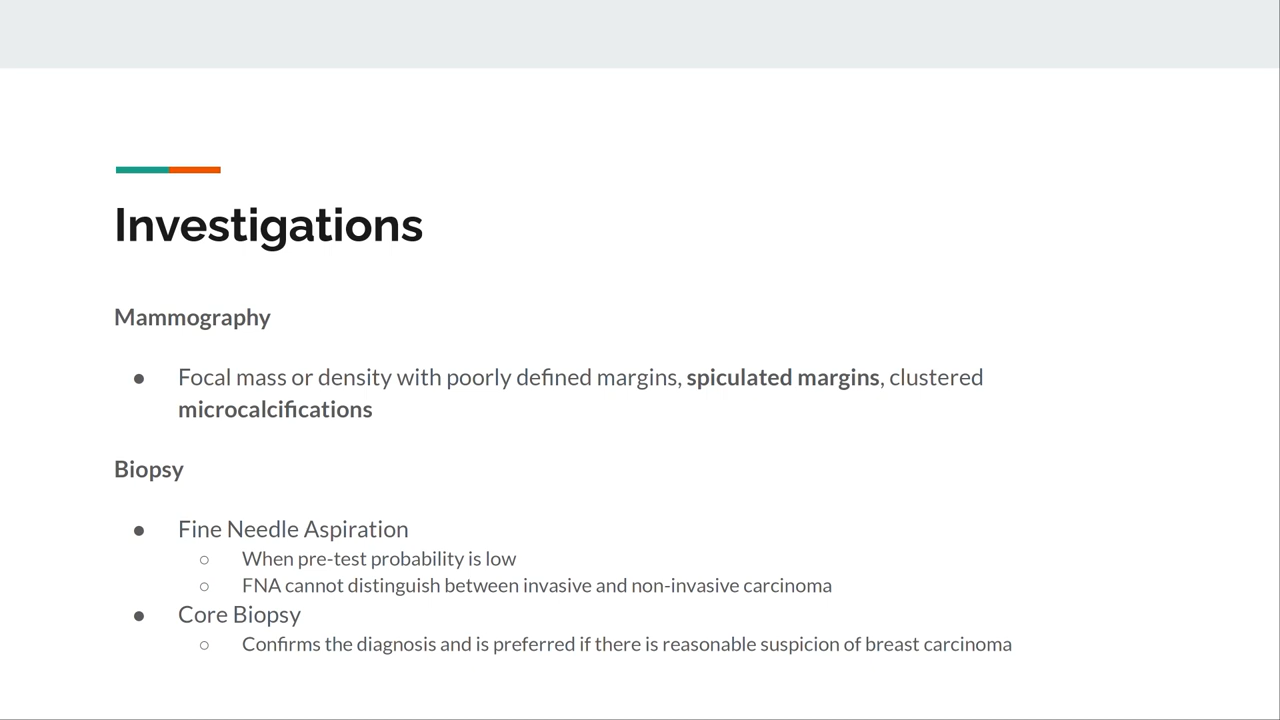 Investigations
Mammography
● Focal mass or density with poorly defined margins, spiculated margins, clustered
microcalcifications
Biopsy
● Fine Needle Aspiration
○ When pre-test probability is low
○ FNA cannot distinguish between invasive and non-invasive carcinoma
● Core Biopsy
○ Confirms the diagnosis and is preferred if there is reasonable suspicion of breast carcinoma